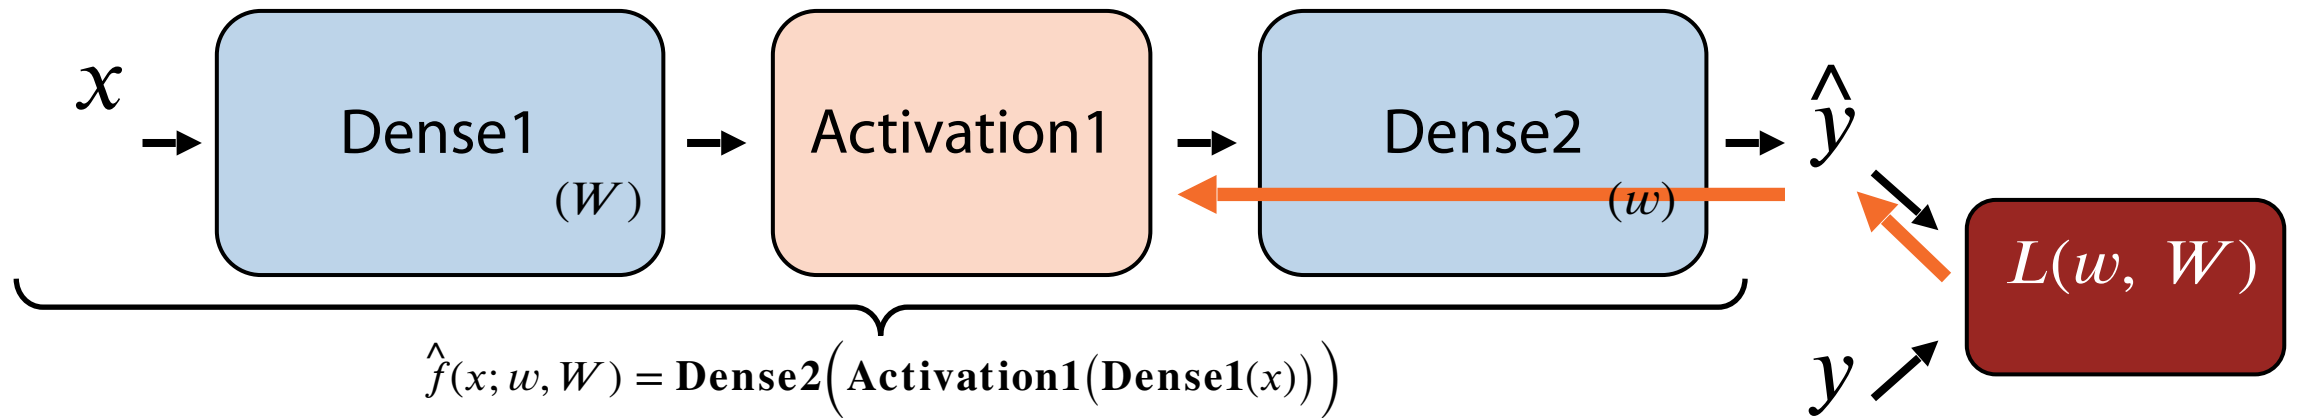 x
Dense1
(W)
Activation1
Dense2
(w)
ŷ
L(w, W)
y
f̂(x; w, W) = Dense2(Activation1(Dense1(x)))